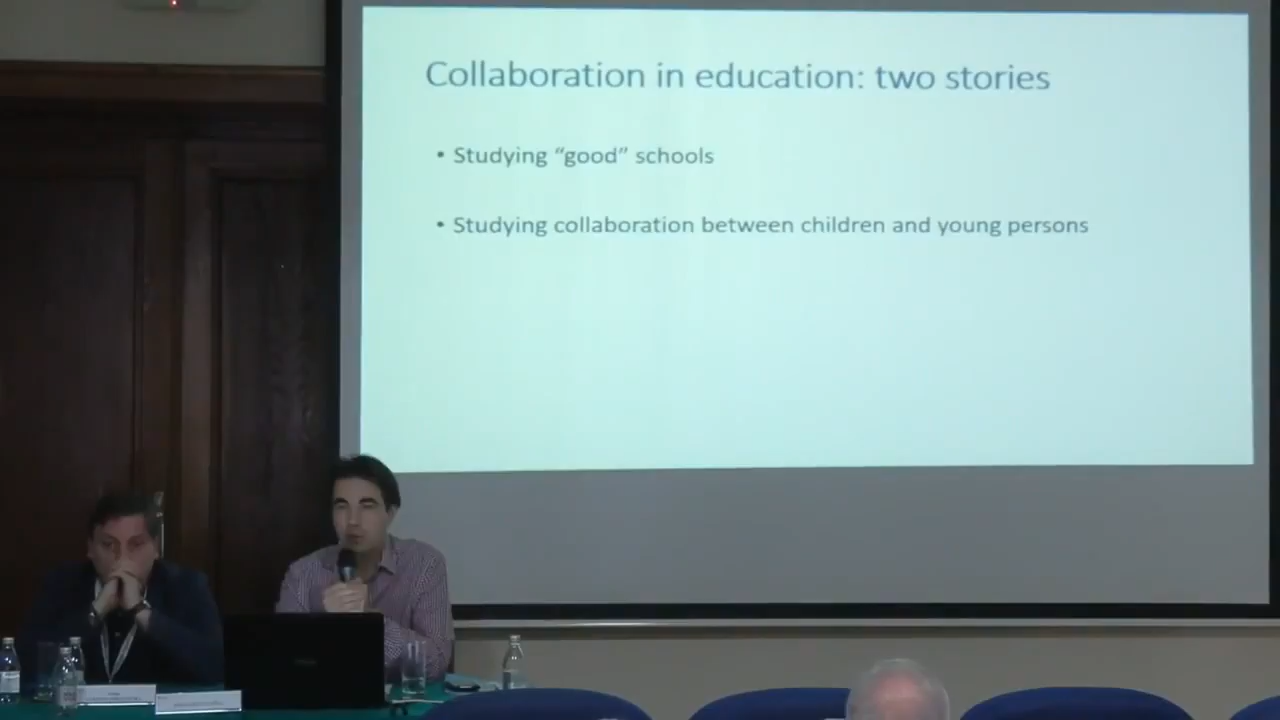 Collaboration in education: two stories
• Studying “good” schools
• Studying collaboration between children and young persons